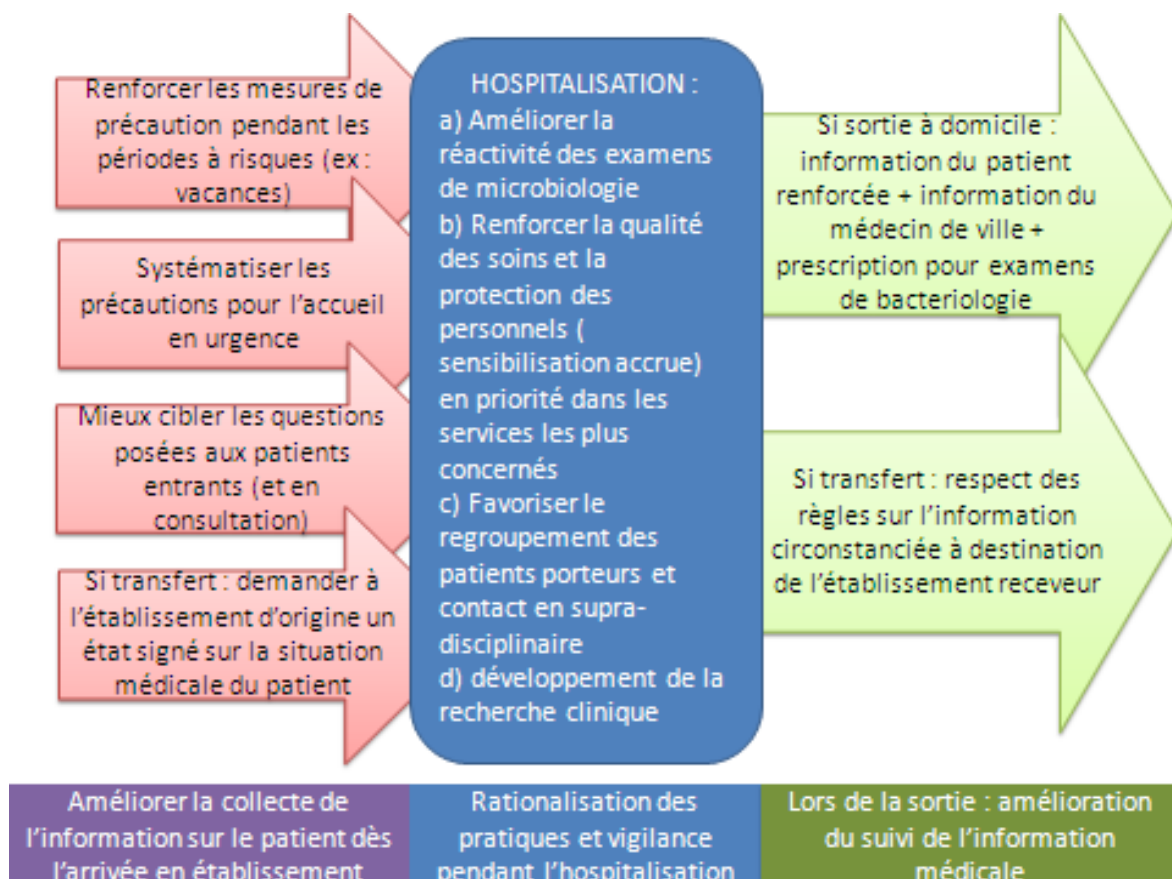 Renforcer les mesures de
précaution pendant les
périodes à risques (ex :
vacances)
Systématiser les
précautions pour l'accueil
en urgence
Mieux cibler les questions
posées aux patients
entrants (et en
consultation)
Si transfert : demander à
l'établissement d'origine un
état signé sur la situation
médicale du patient
HOSPITALISATION :
a) Améliorer la
réactivité des examens
de microbiologie
b) Renforcer la qualité
des soins et la
protection des
personnels (
sensibilisation accrue)
en priorité dans les
services les plus
concernés
c) Favoriser le
regroupement des
patients porteurs et
contact en supra-
disciplinaire
d) développement de la
recherche clinique
Si sortie à domicile :
information du patient
renforcée + information du
médecin de ville +
prescription pour examens
de bacteriologie
Si transfert : respect des
règles sur l'information
circonstanciée à destination
de l'établissement receveur
Améliorer la collecte de
l'information sur le patient dès
l'arrivée en établissement
Rationalisation des
pratiques et vigilance
pendant l'hospitalisation
Lors de la sortie : amélioration
du suivi de l'information
médicale